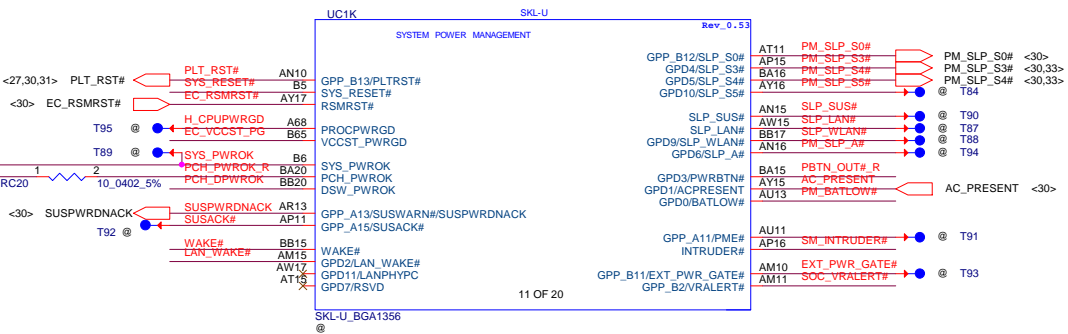 UC1K SKL-U
Rev_0.53
SYSTEM POWER MANAGEMENT
<27,30,31> PLT_RST# PLT_RST# AN10 GPP_B13/PLTRST#
SYS_RESET# B5 SYS_RESET#
<30> EC_RSMRST# EC_RSMRST# AY17 RSMRST#
T95 @ H_CPUPWRGD A68 PROCPWRGD
EC_VCCST_PG B65 VCCST_PWRGD
T89 @ SYS_PWROK B6 SYS_PWROK
RC20 1 2 10_0402_5% PCH_PWROK_R BA20 PCH_PWROK
PCH_DPWROK BB20 DSW_PWROK
<30> SUSPWRDNACK SUSPWRDNACK AR13 GPP_A13/SUSWARN#/SUSPWRDNACK
T92 @ SUSACK# AP11 GPP_A15/SUSACK#
WAKE# BB15 WAKE#
LAN_WAKE# AM15 GPD2/LAN_WAKE#
AW17 GPD11/LANPHYPC
AT15 GPD7/RSVD
GPP_B12/SLP_S0# AT11 PM_SLP_S0# PM_SLP_S0# <30>
GPD4/SLP_S3# AP15 PM_SLP_S3# PM_SLP_S3# <30,33>
GPD5/SLP_S4# BA16 PM_SLP_S4# PM_SLP_S4# <30,33>
GPD10/SLP_S5# AY16 PM_SLP_S5# @ T84
SLP_SUS# AN15 SLP_SUS# @ T90
SLP_LAN# AW15 SLP_LAN# @ T87
GPD9/SLP_WLAN# BB17 SLP_WLAN# @ T88
GPD6/SLP_A# AN16 PM_SLP_A# @ T94
GPD3/PWRBTN# BA15 PBTN_OUT#_R
GPD1/ACPRESENT AY15 AC_PRESENT AC_PRESENT <30>
GPD0/BATLOW# AU13 PM_BATLOW#
GPP_A11/PME# AU11 @ T91
INTRUDER# AP16 SM_INTRUDER#
GPP_B11/EXT_PWR_GATE# AM10 EXT_PWR_GATE# @ T93
GPP_B2/VRALERT# AM11 SOC_VRALERT#
11 OF 20
SKL-U_BGA1356
@